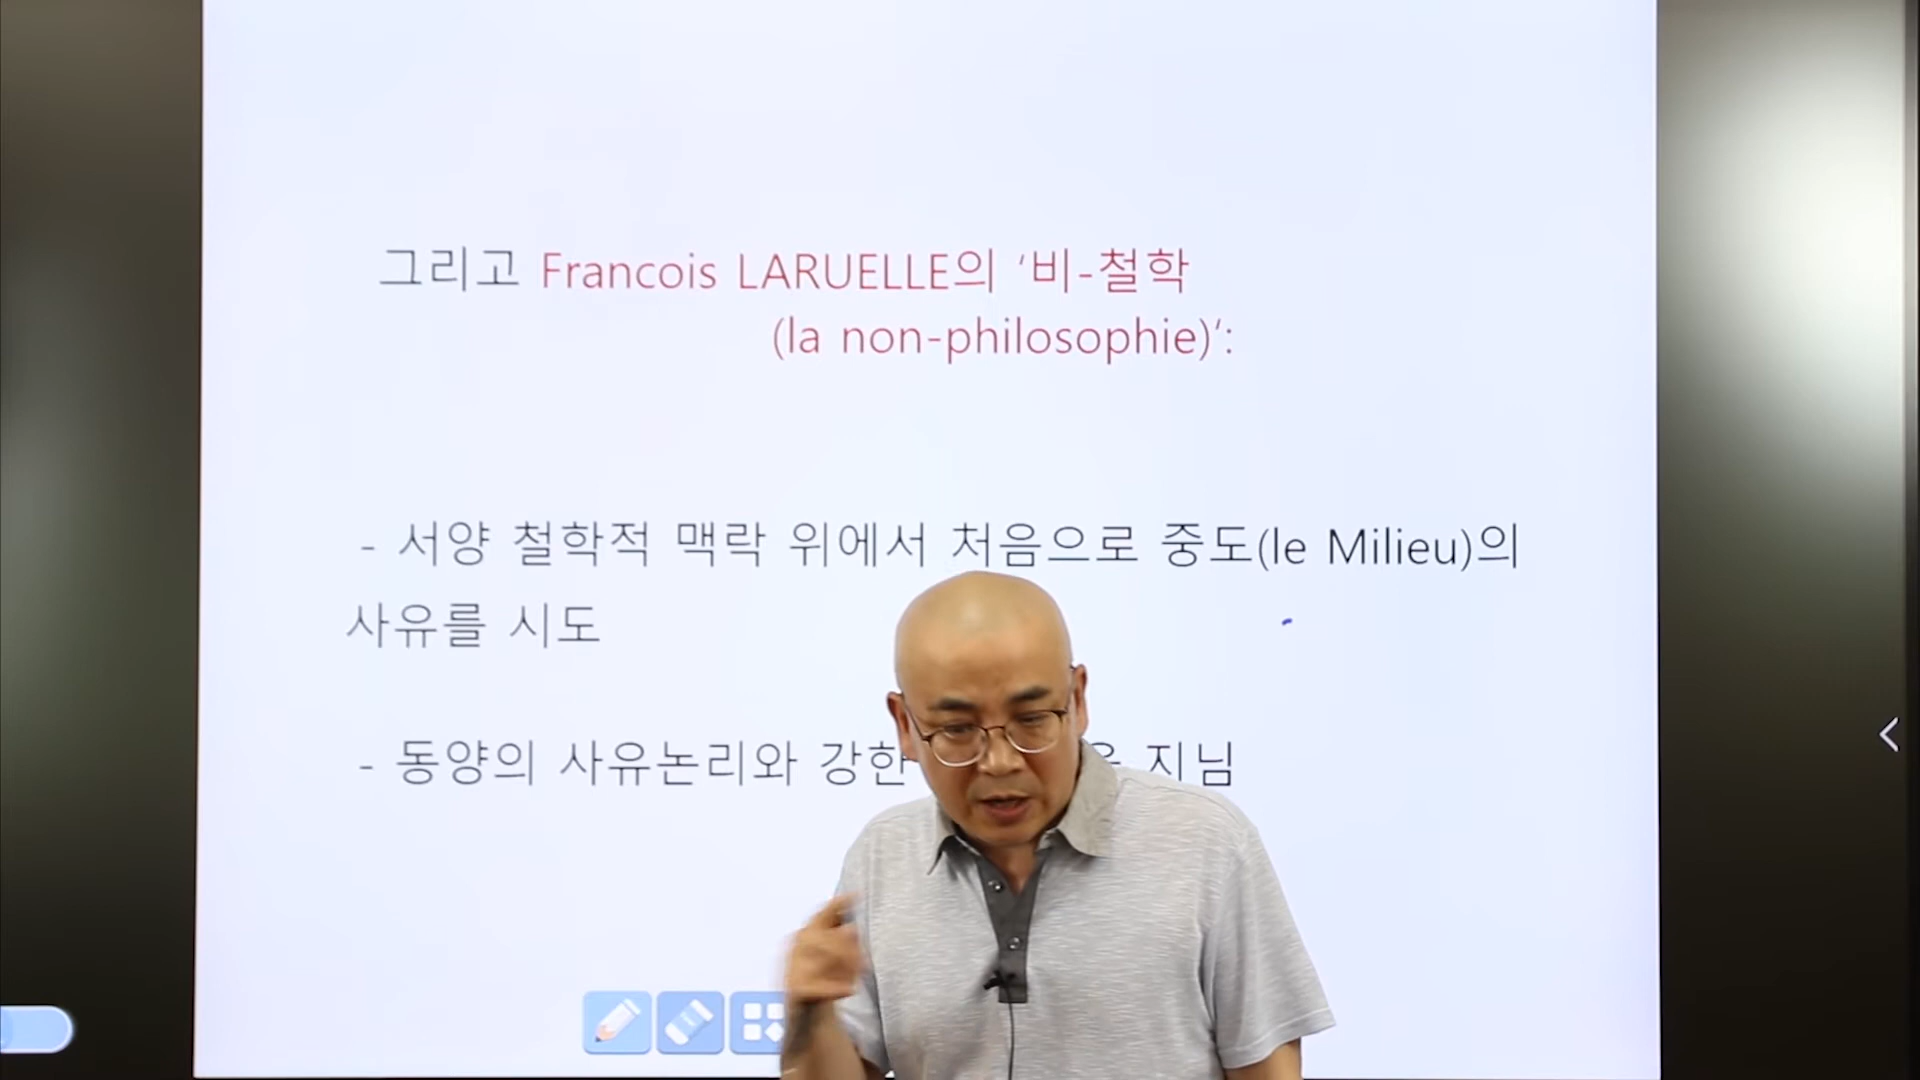 그리고 Francois LARUELLE의 ‘비-철학
(la non-philosophie)‘:
- 서양 철학적 맥락 위에서 처음으로 중도(le Milieu)의
사유를 시도
- 동양의 사유논리와 강한 지님